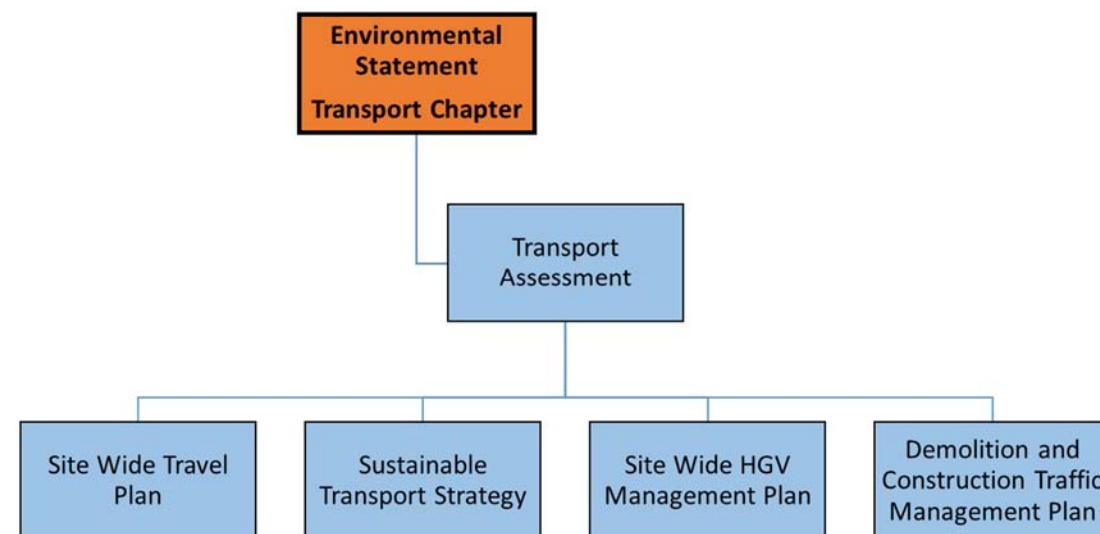 Environmental
Statement
Transport Chapter
Transport
Assessment
Site Wide Travel
Plan
Sustainable
Transport Strategy
Site Wide HGV
Management Plan
Demolition and
Construction Traffic
Management Plan